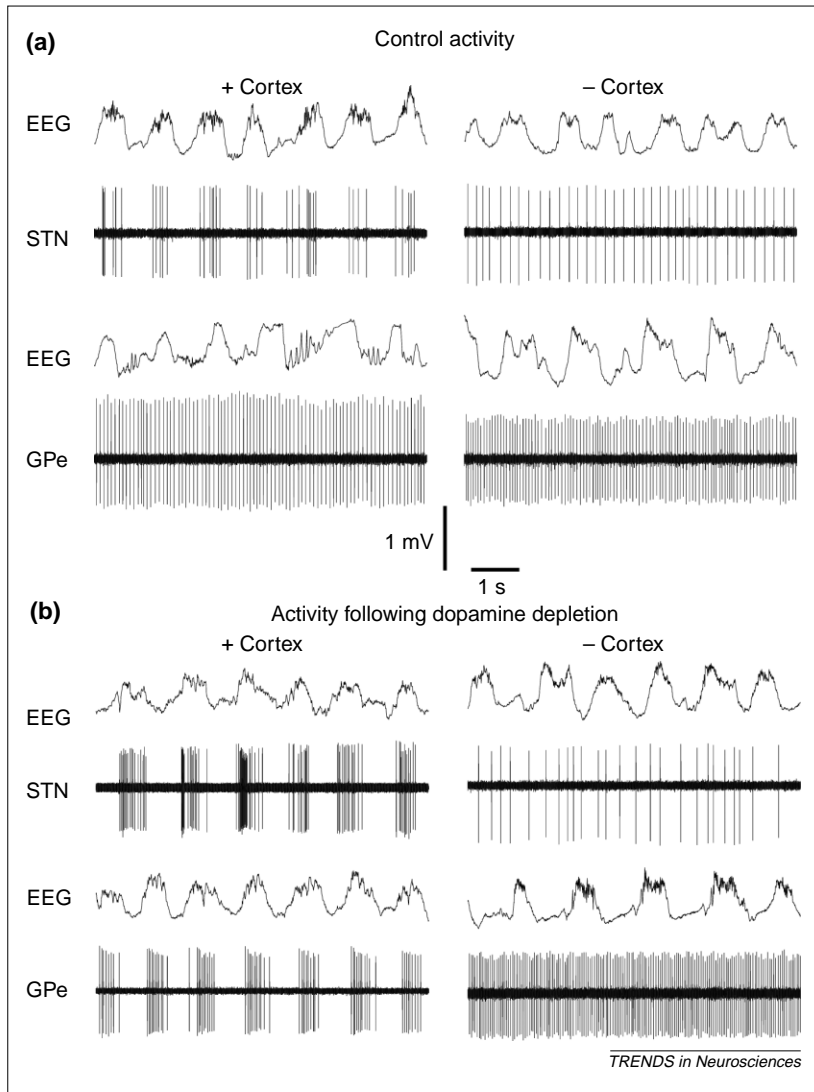 (a)
Control activity
+ Cortex
– Cortex
EEG
STN
EEG
GPe
1 mV
1 s
(b)
Activity following dopamine depletion
+ Cortex
– Cortex
EEG
STN
EEG
GPe
TRENDS in Neurosciences